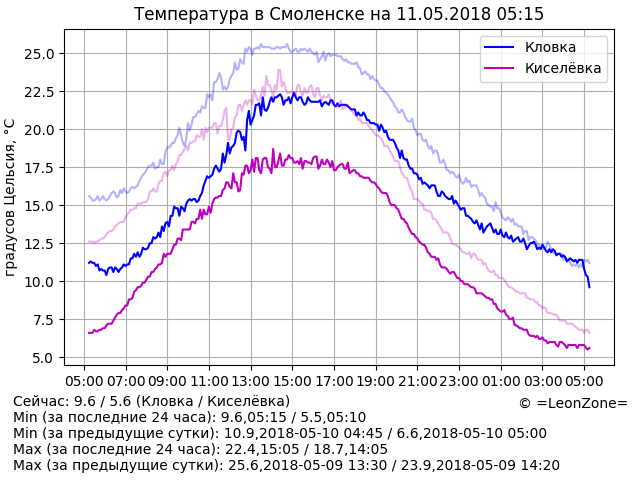 Температура в Смоленске на 11.05.2018 05:15
градусов Цельсия, °C
25.0
22.5
20.0
17.5
15.0
12.5
10.0
7.5
5.0
Кловка
Киселёвка
05:00 07:00 09:00 11:00 13:00 15:00 17:00 19:00 21:00 23:00 01:00 03:00 05:00
Сейчас: 9.6 / 5.6 (Кловка / Киселёвка)
© =LeonZone=
Min (за последние 24 часа): 9.6,05:15 / 5.5,05:10
Min (за предыдущие сутки): 10.9,2018-05-10 04:45 / 6.6,2018-05-10 05:00
Max (за последние 24 часа): 22.4,15:05 / 18.7,14:05
Max (за предыдущие сутки): 25.6,2018-05-09 13:30 / 23.9,2018-05-09 14:20